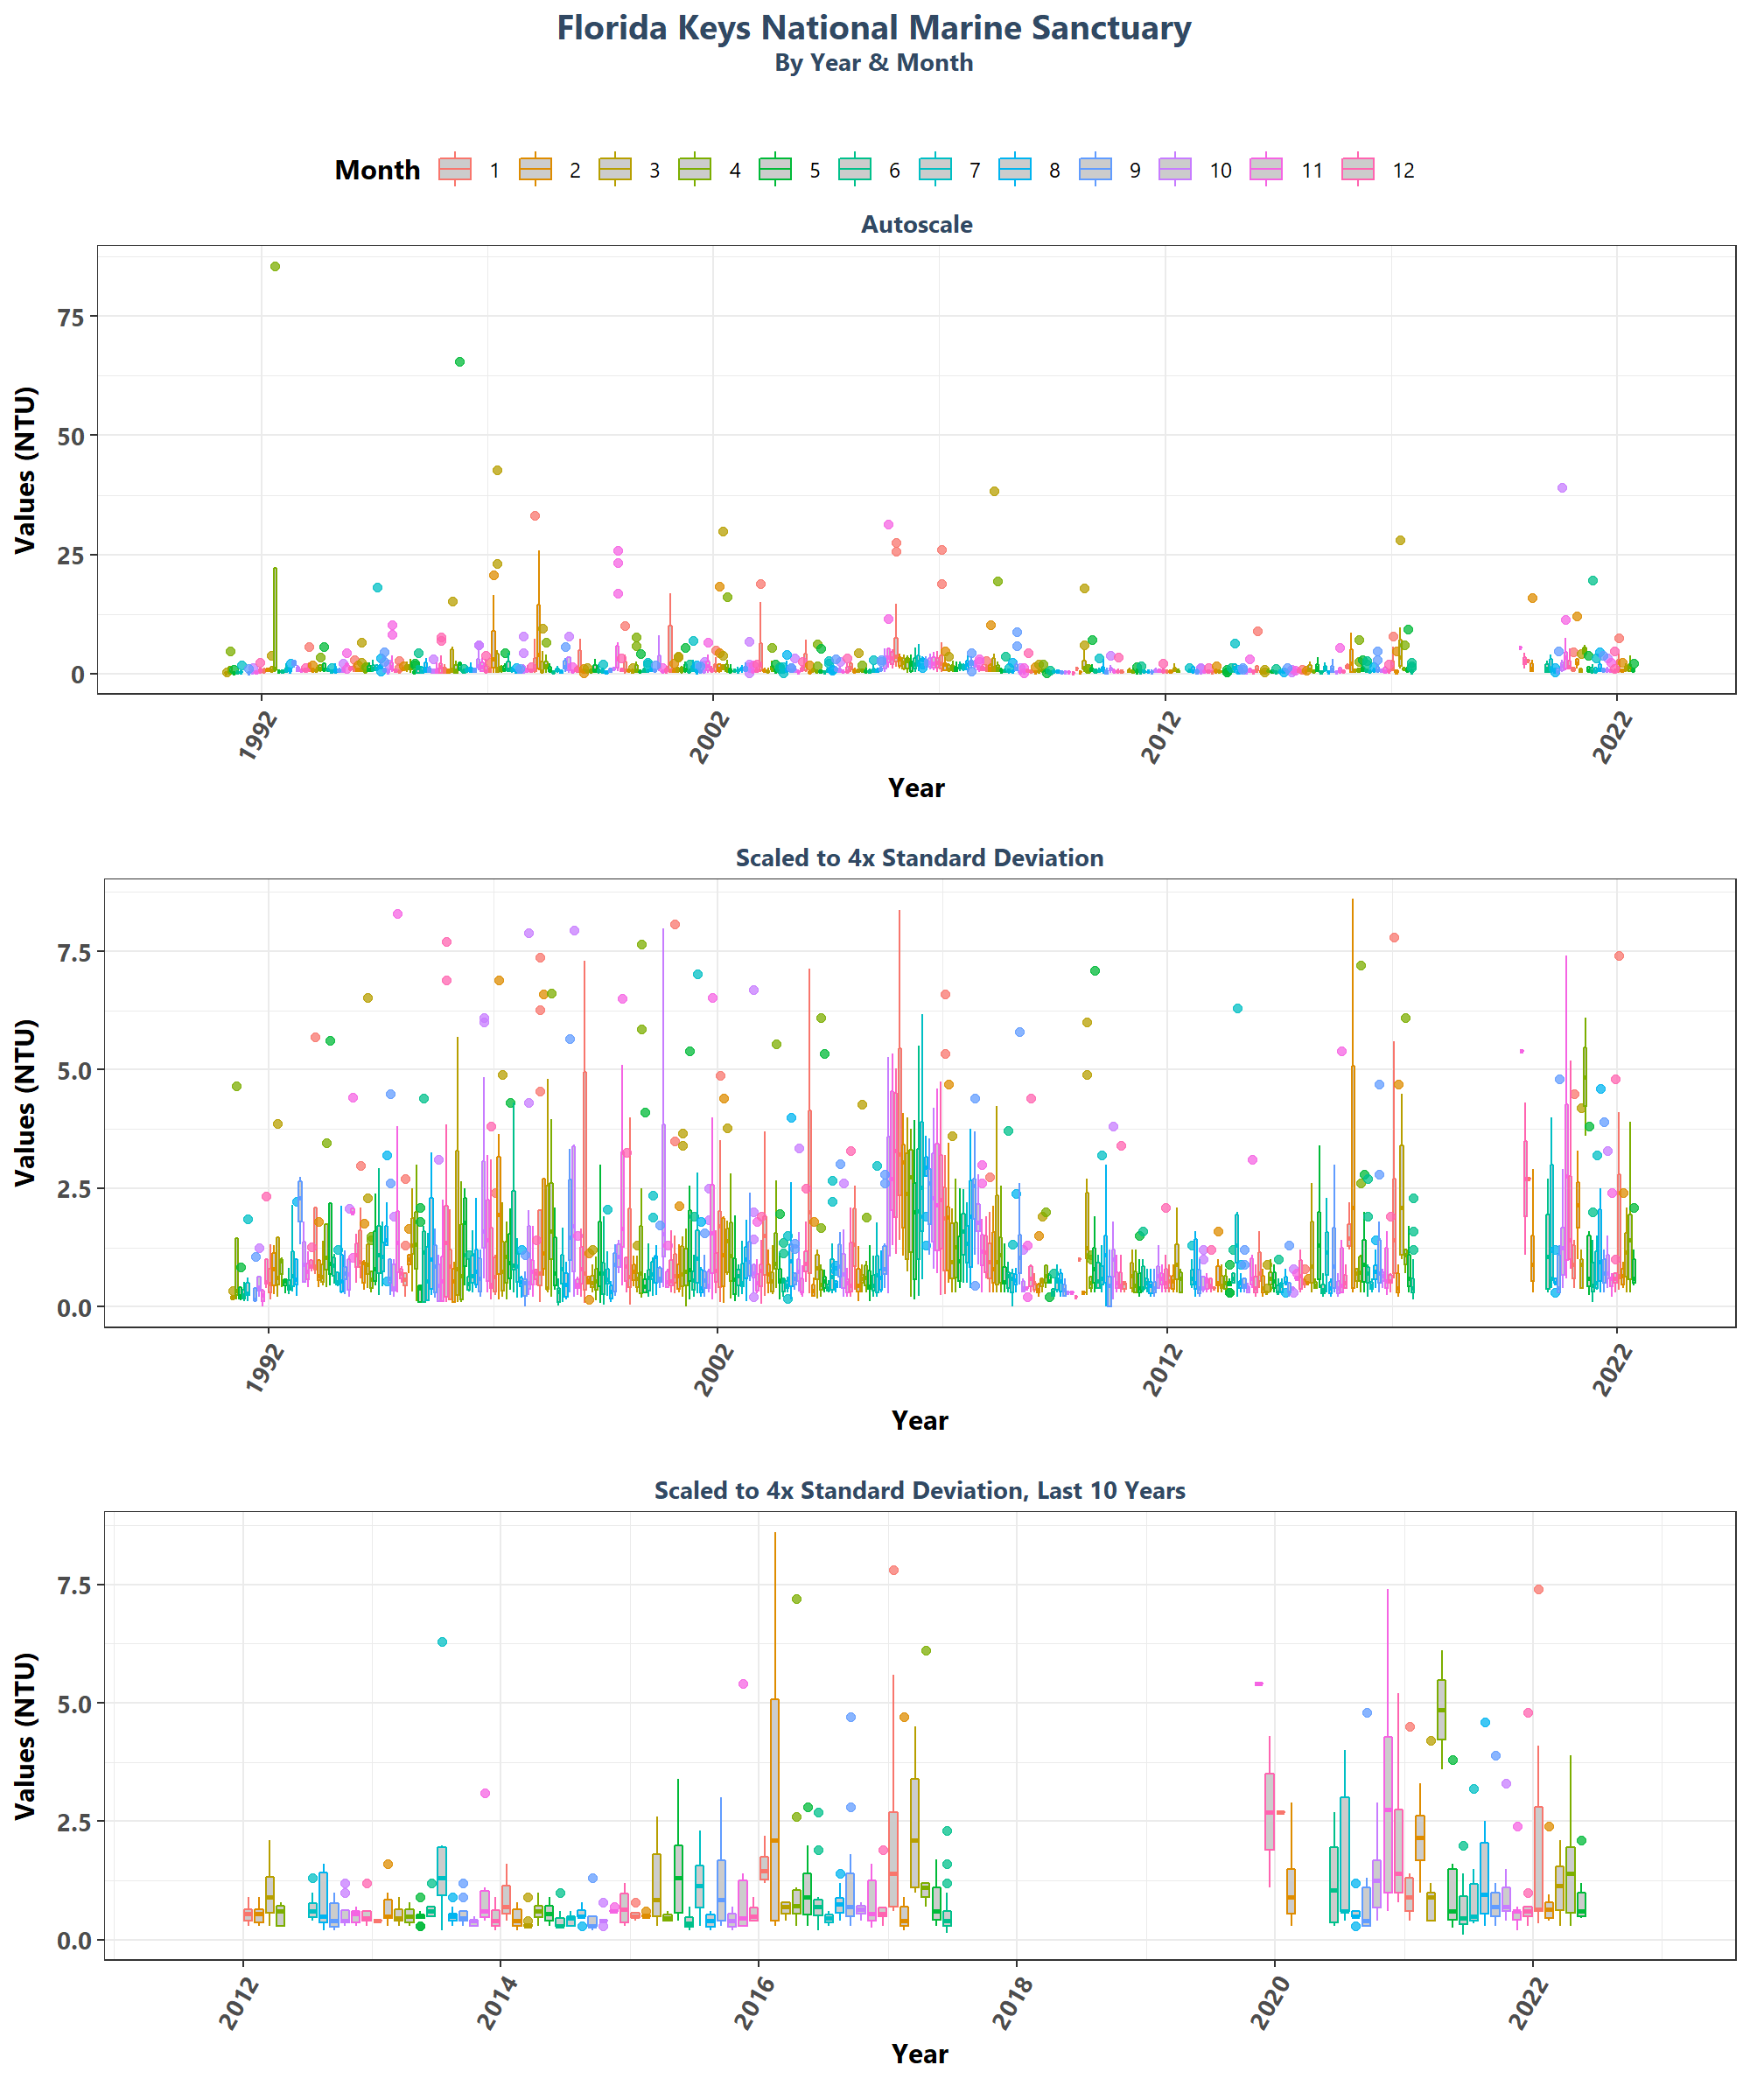 Florida Keys National Marine Sanctuary
By Year & Month
Month 1 2 3 4 5 6 7 8 9 10 11 12
Autoscale
Values (NTU)
75
50
25
0
1992 2002 2012 2022
Year
Scaled to 4x Standard Deviation
Values (NTU)
7.5
5.0
2.5
0.0
1992 2002 2012 2022
Year
Scaled to 4x Standard Deviation, Last 10 Years
Values (NTU)
7.5
5.0
2.5
0.0
2012 2014 2016 2018 2020 2022
Year